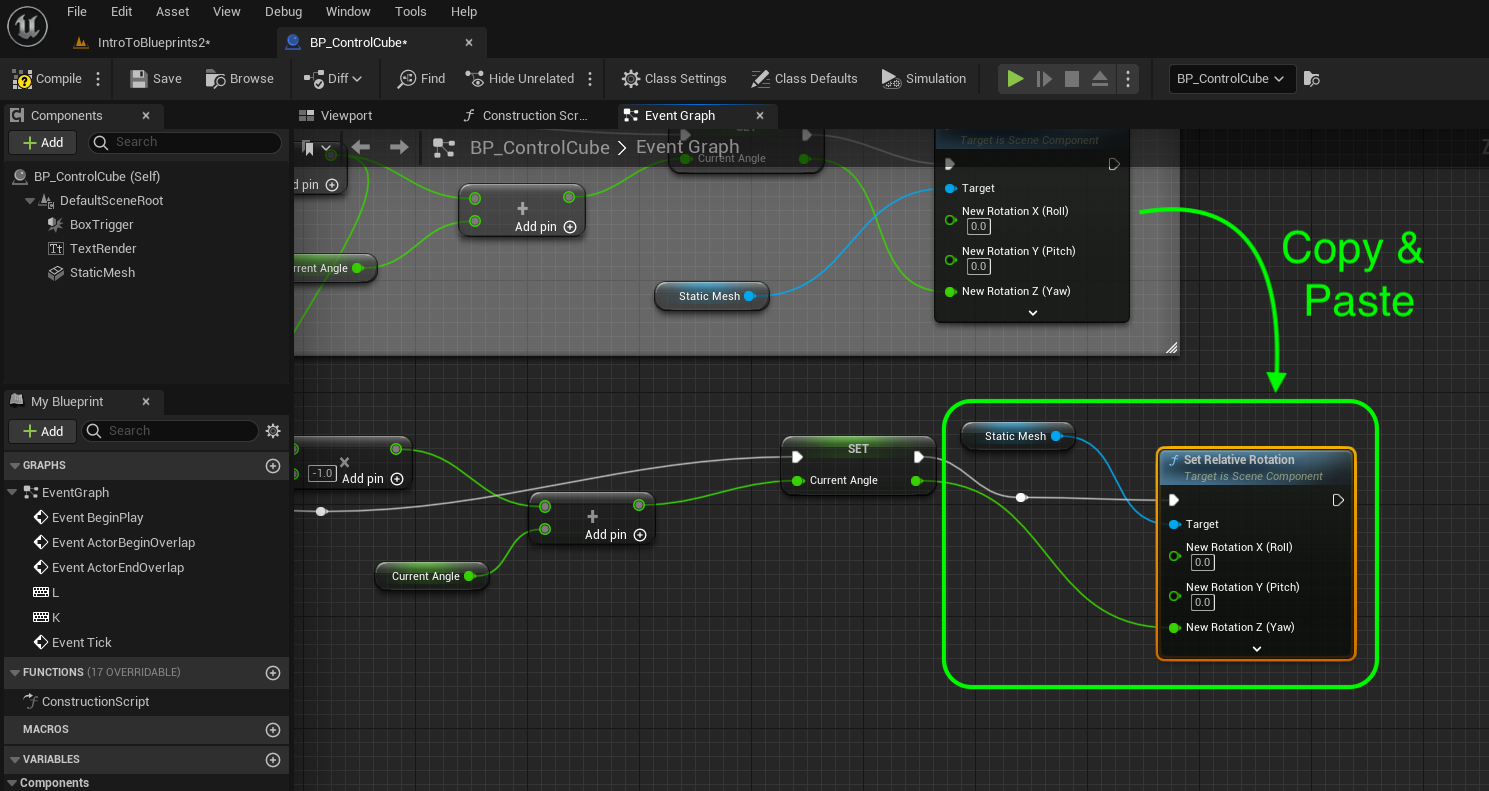 File Edit Asset View Debug Window Tools Help
IntroToBlueprints2*
BP_ControlCube*
Compile
Save
Browse
Diff
Find
Hide Unrelated
Class Settings
Class Defaults
Simulation
BP_ControlCube
Components
Add
Search
BP_ControlCube (Self)
DefaultSceneRoot
BoxTrigger
TextRender
StaticMesh
My Blueprint
Add
Search
GRAPHS
EventGraph
Event BeginPlay
Event ActorBeginOverlap
Event ActorEndOverlap
L
K
Event Tick
FUNCTIONS (17 OVERRIDABLE)
ConstructionScript
MACROS
VARIABLES
Components
Viewport
Construction Scr...
Event Graph
BP_ControlCube > Event Graph
d pin
Add pin
rrent Angle
Current Angle
Static Mesh
Target is Scene Component
Target
New Rotation X (Roll)
0.0
New Rotation Y (Pitch)
0.0
New Rotation Z (Yaw)
Copy &
Paste
-1.0
Add pin
Add pin
Current Angle
SET
Current Angle
Static Mesh
Set Relative Rotation
Target is Scene Component
Target
New Rotation X (Roll)
0.0
New Rotation Y (Pitch)
0.0
New Rotation Z (Yaw)